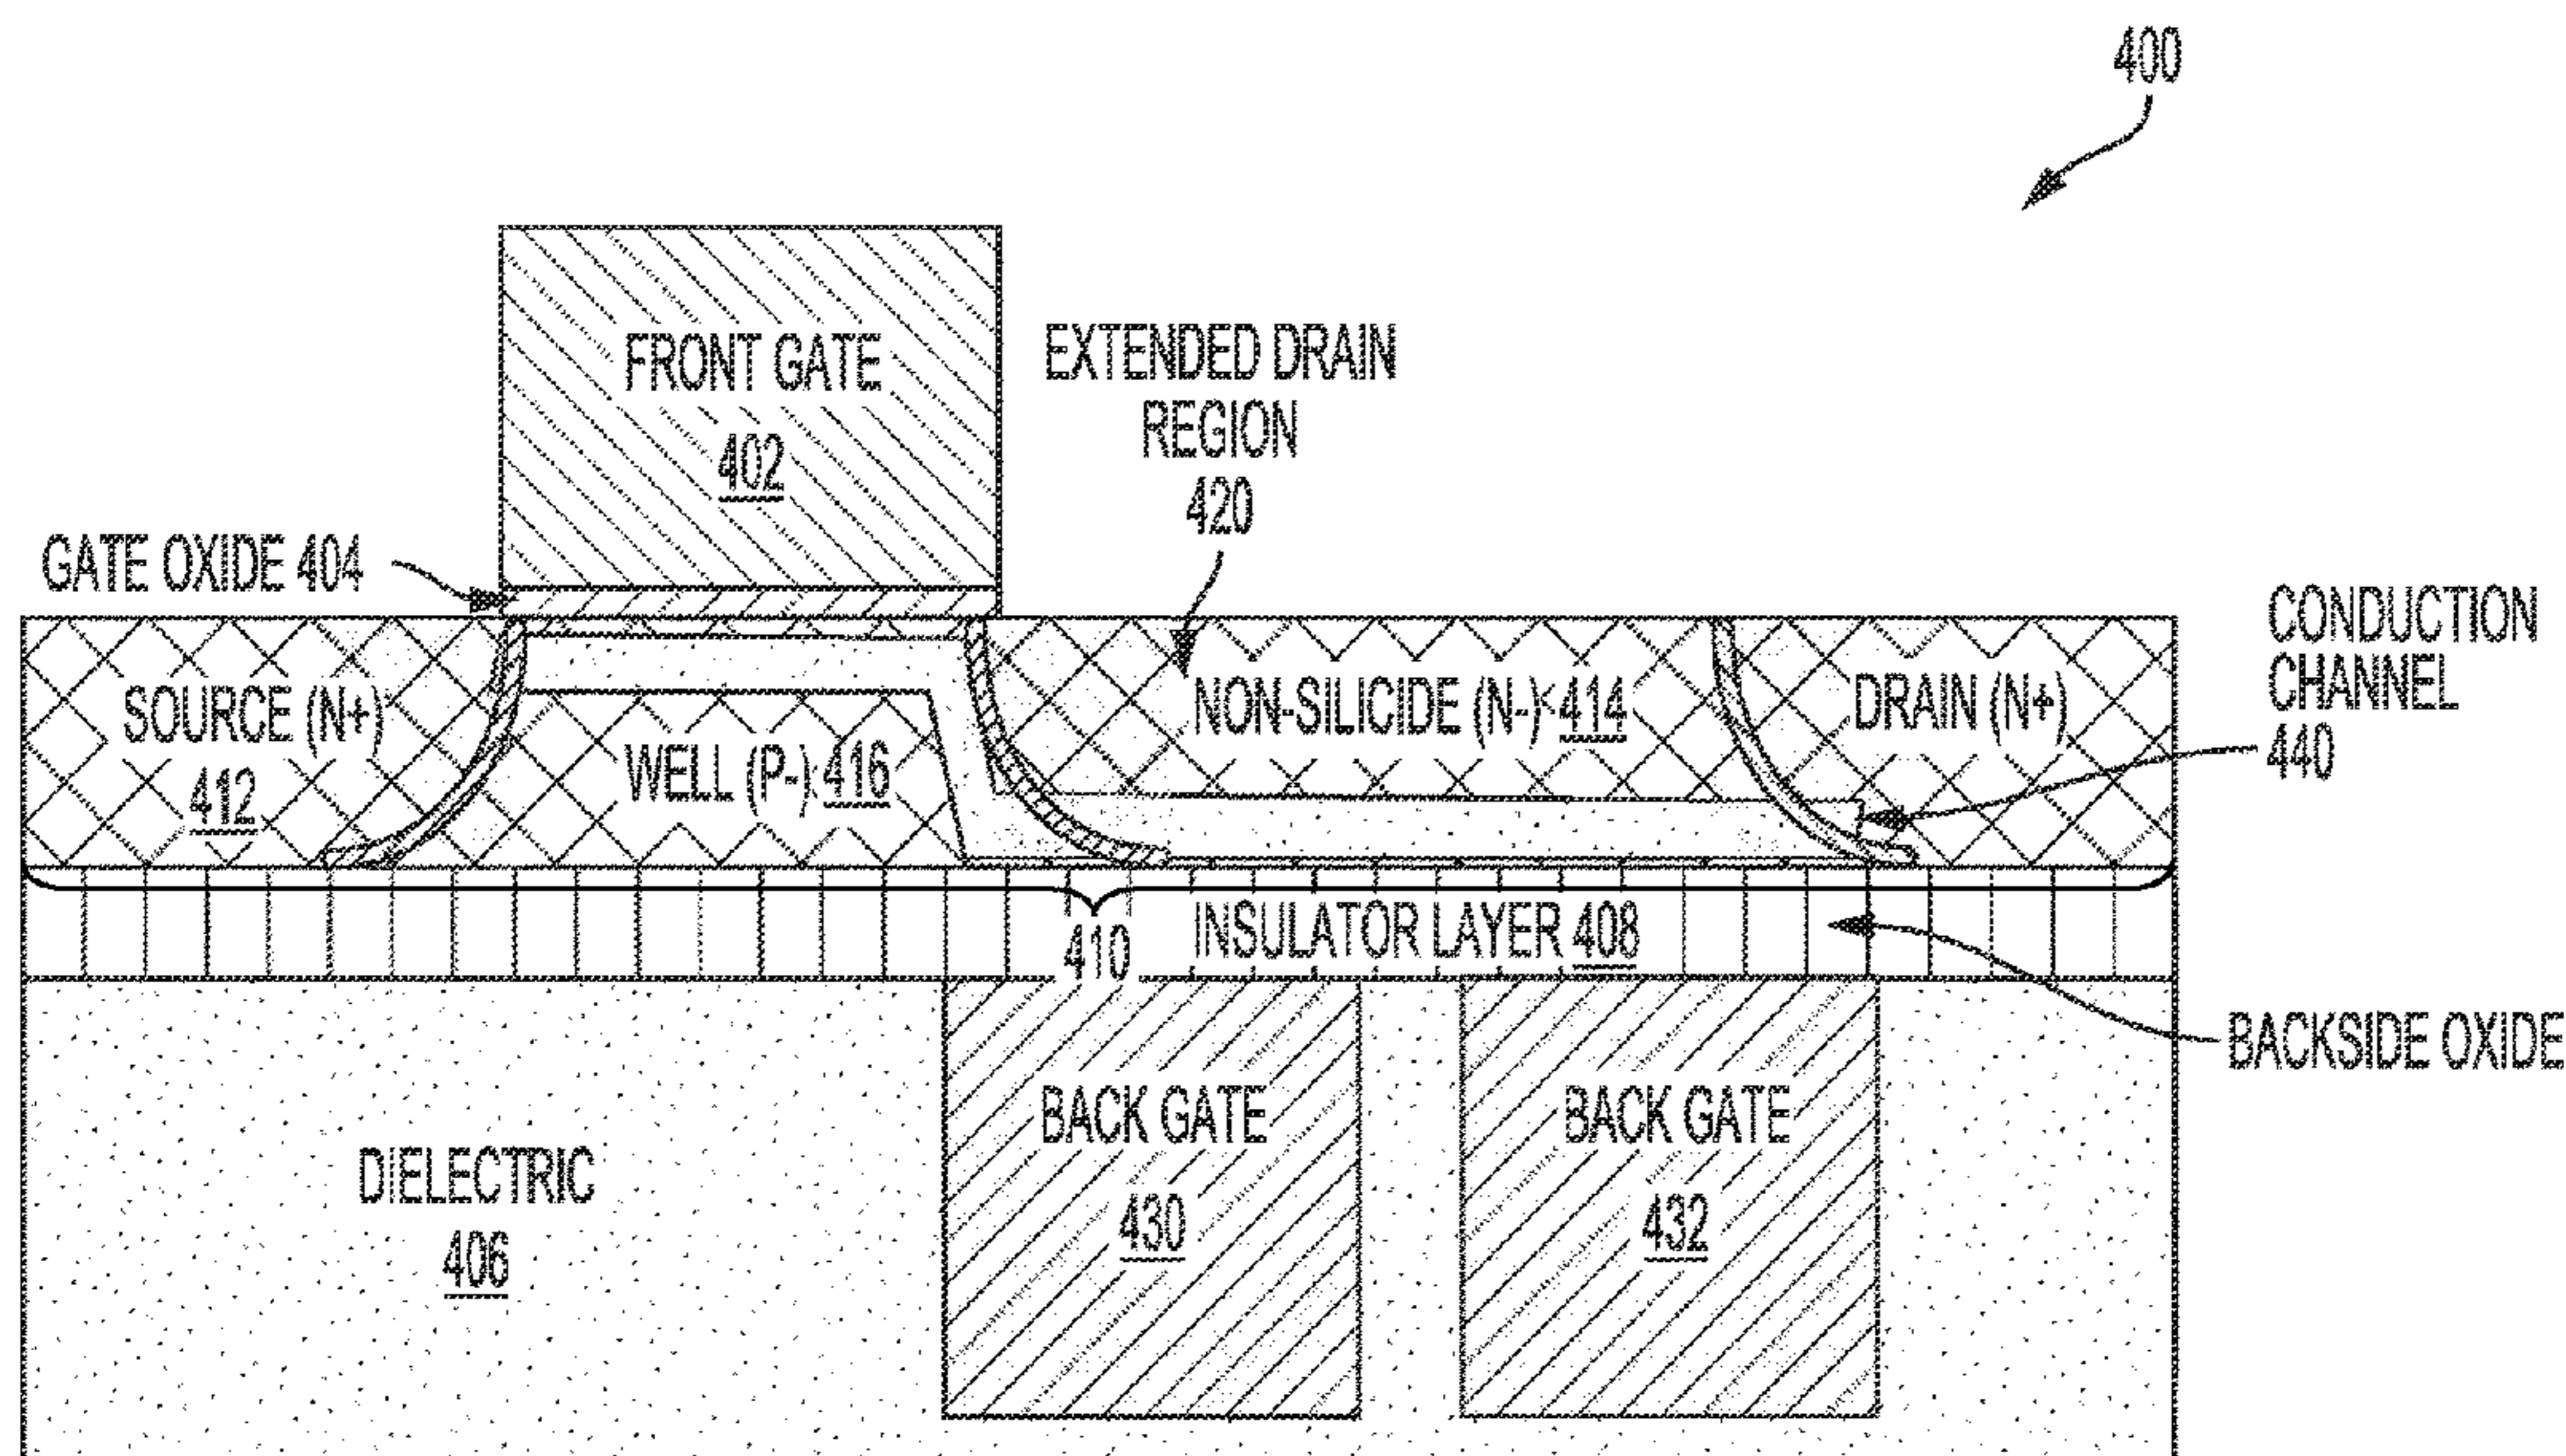 400
FRONT GATE
402
EXTENDED DRAIN
REGION
420
GATE OXIDE 404
CONDUCTION
CHANNEL
440
SOURCE (N+)
412
WELL (P-) 416
NON-SILICIDE (N-) 414
DRAIN (N+)
410
INSULATOR LAYER 408
BACKSIDE OXIDE
DIELECTRIC
406
BACK GATE
430
BACK GATE
432